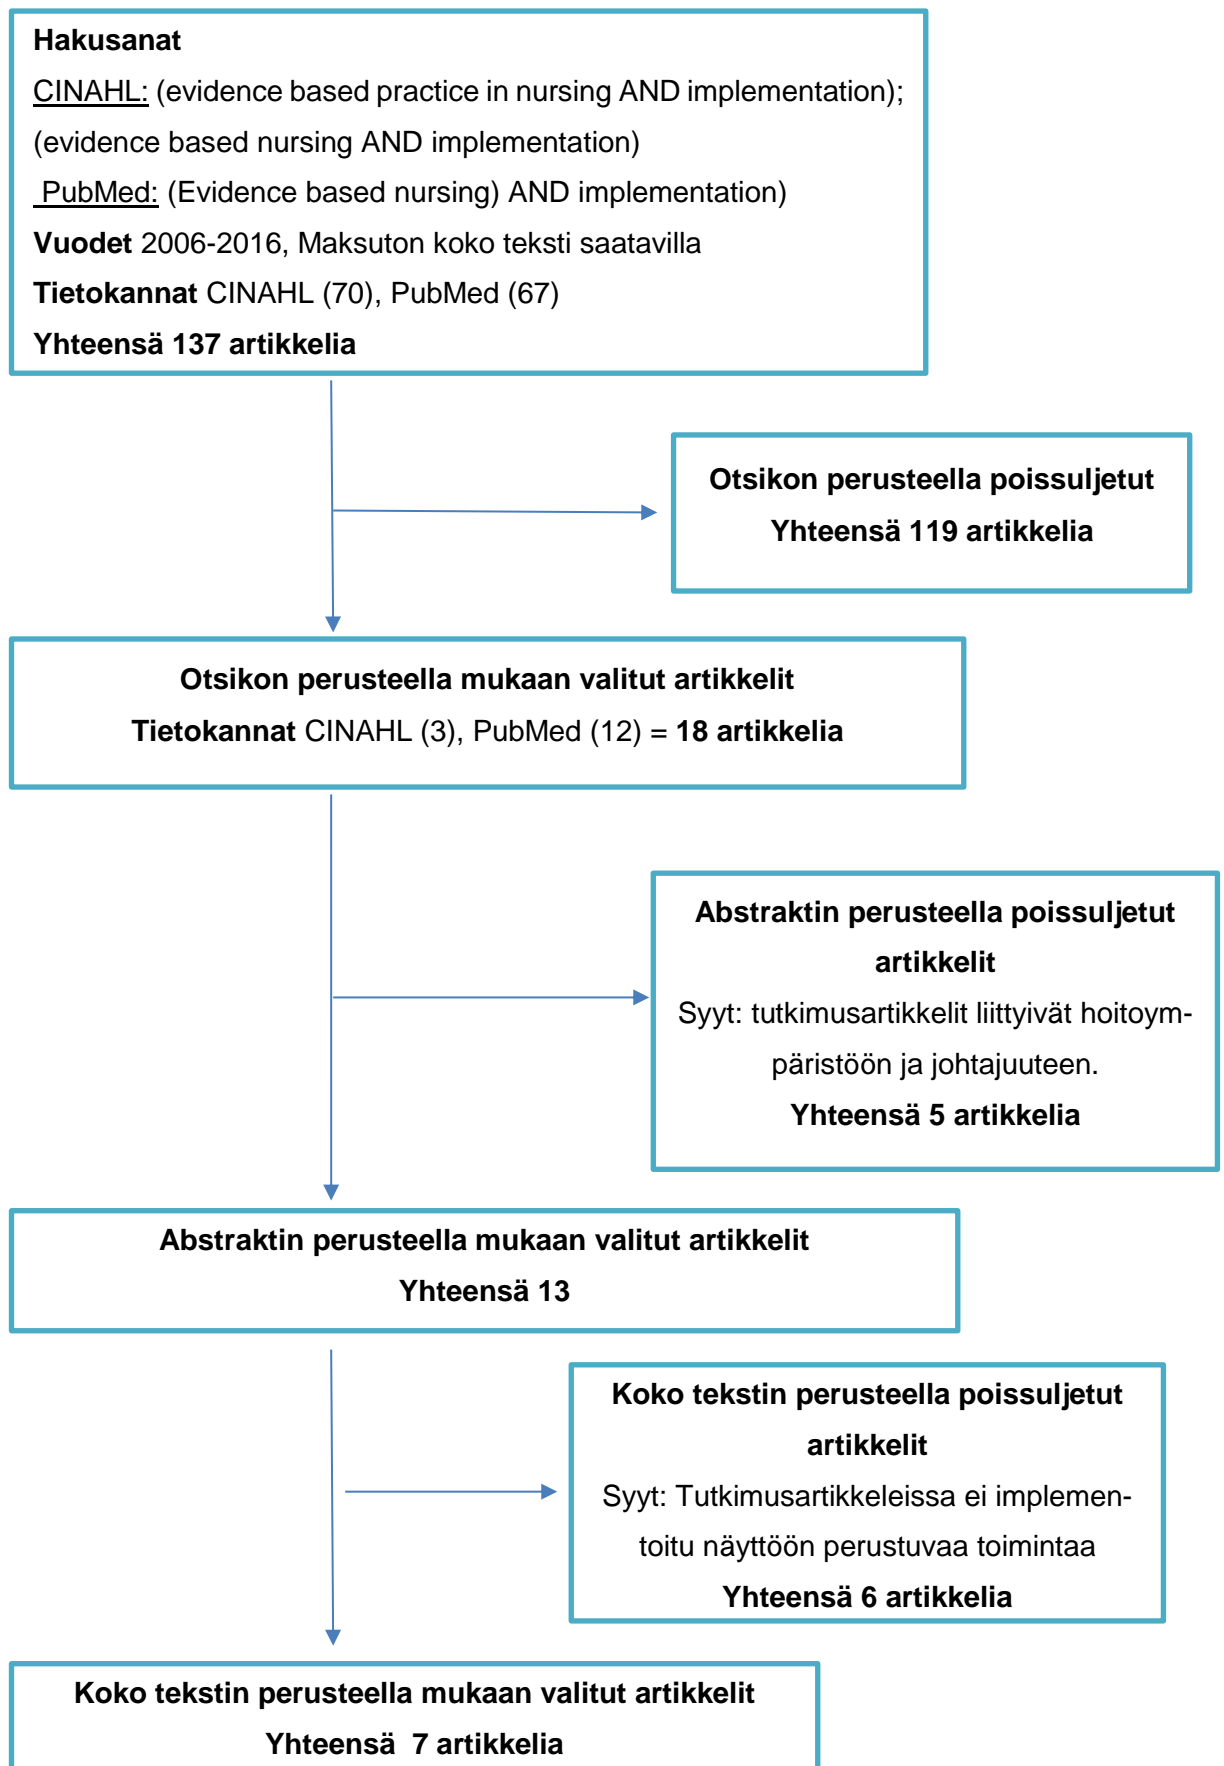 Hakusanat
CINAHL: (evidence based practice in nursing AND implementation);
(evidence based nursing AND implementation)
PubMed: (Evidence based nursing) AND implementation)
Vuodet 2006-2016, Maksuton koko teksti saatavilla
Tietokannat CINAHL (70), PubMed (67)
Yhteensä 137 artikkelia
Otsikon perusteella poissuljetut
Yhteensä 119 artikkelia
Otsikon perusteella mukaan valitut artikkelit
Tietokannat CINAHL (3), PubMed (12) = 18 artikkelia
Abstraktin perusteella poissuljetut
artikkelit
Syyt: tutkimusartikkelit liittyivät hoitoym-
päristöön ja johtajuuteen.
Yhteensä 5 artikkelia
Abstraktin perusteella mukaan valitut artikkelit
Yhteensä 13
Koko tekstin perusteella poissuljetut
artikkelit
Syyt: Tutkimusartikkeleissa ei implemen-
toitu näyttöön perustuvaa toimintaa
Yhteensä 6 artikkelia
Koko tekstin perusteella mukaan valitut artikkelit
Yhteensä 7 artikkelia